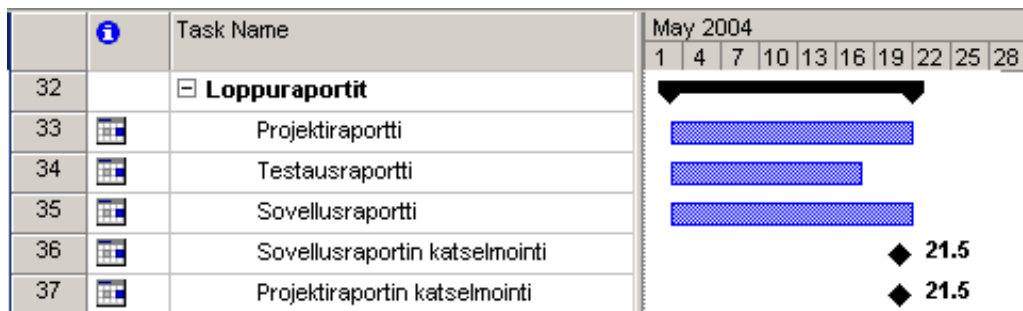 Task Name
May 2004
1 4 7 10 13 16 19 22 25 28
32 Loppuraportit
33 Projektiraportti
34 Testausraportti
35 Sovellusraportti
36 Sovellusraportin katselmointi 21.5
37 Projektiraportin katselmointi 21.5